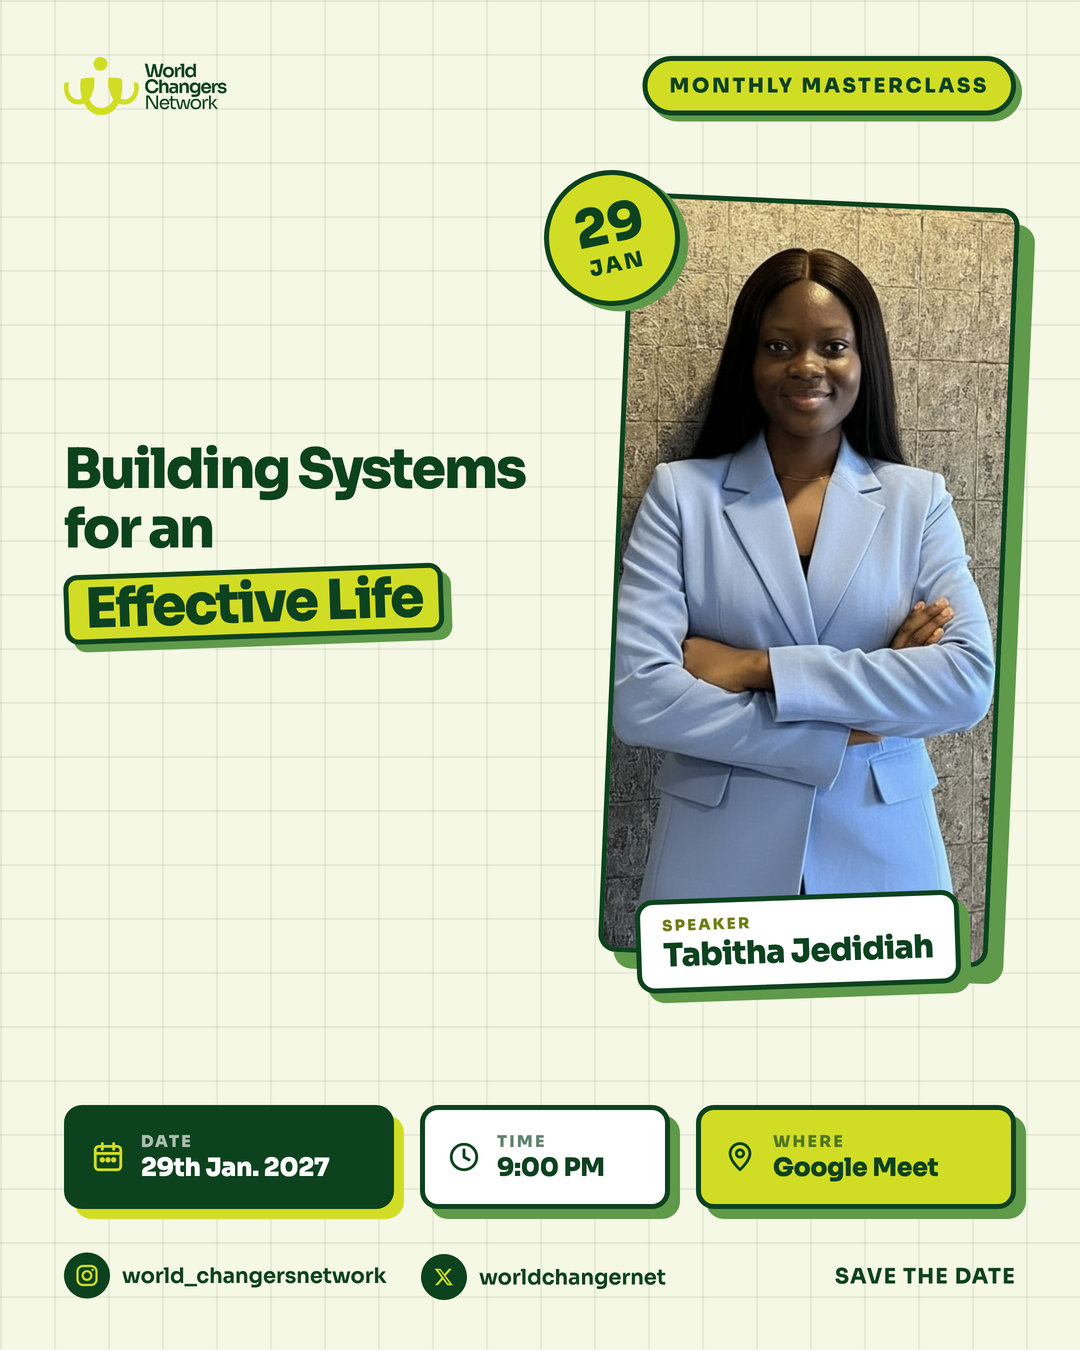 World
Changers
Network
MONTHLY MASTERCLASS
29
JAN
Building Systems
for an
Effective Life
SPEAKER
Tabitha Jedidiah
DATE
29th Jan. 2027
TIME
9:00 PM
WHERE
Google Meet
world_changersnetwork
worldchangernet
SAVE THE DATE